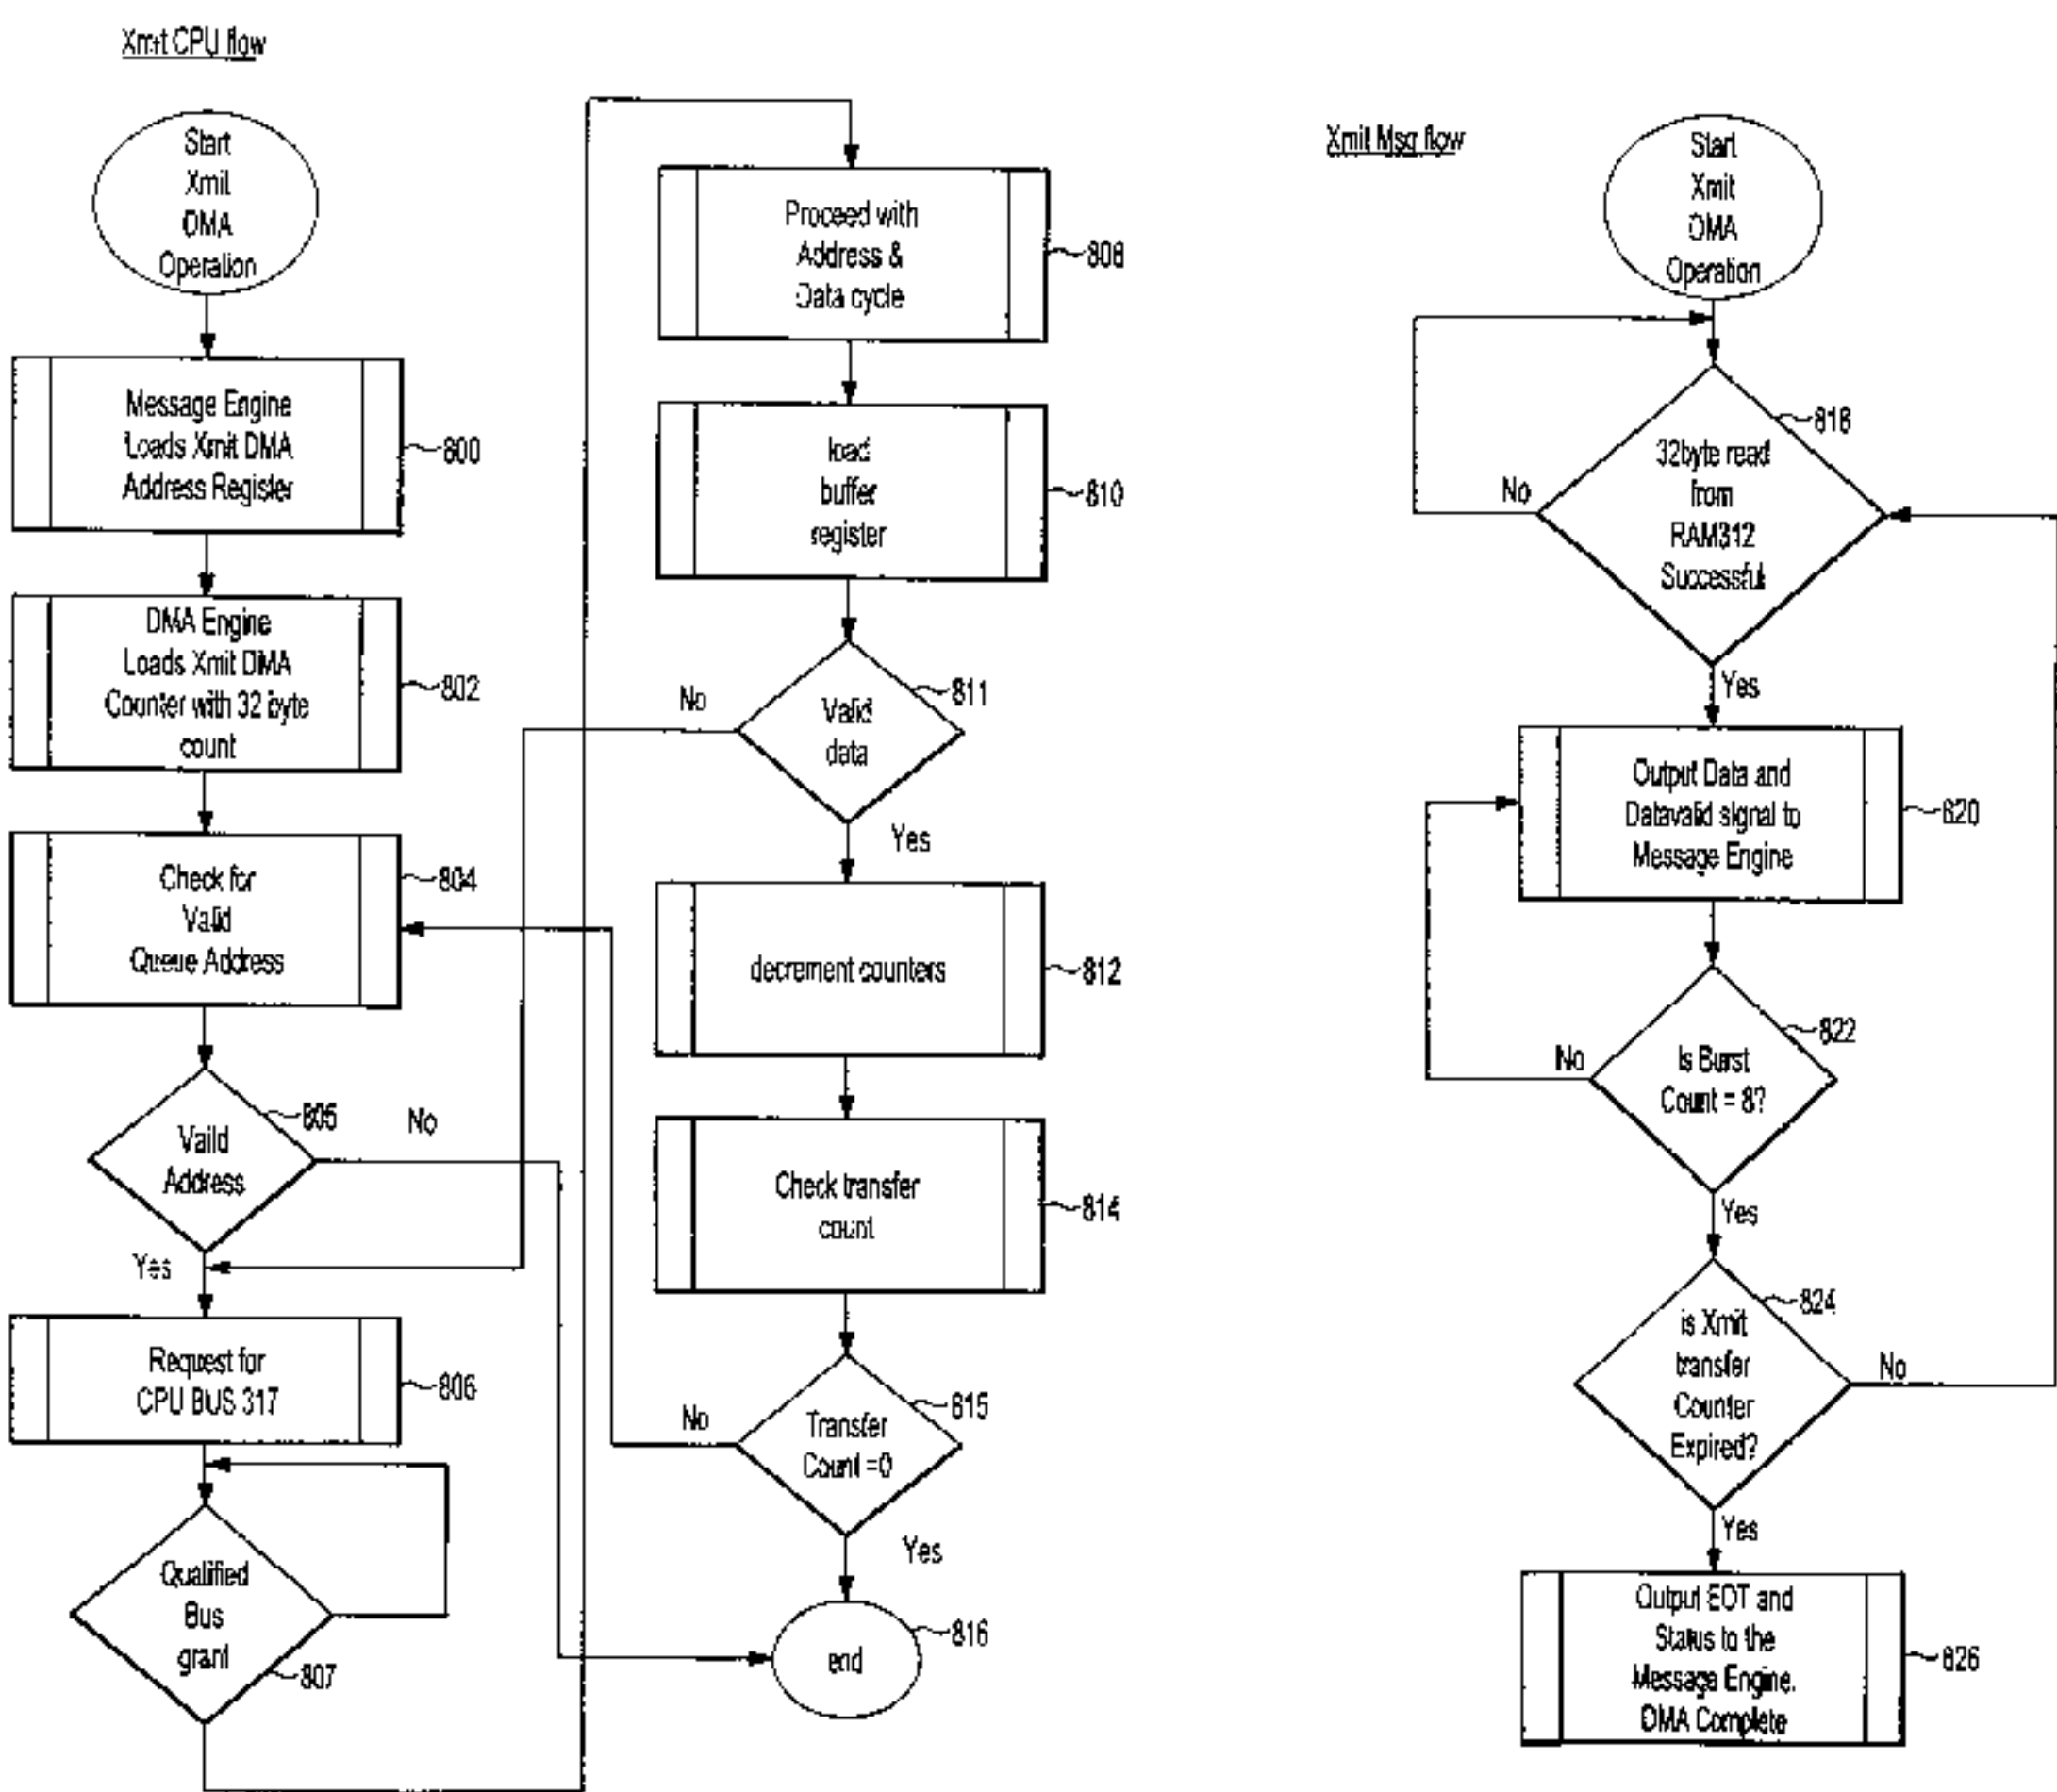 Xmit CPU flow
Start
Xmit
DMA
Operation
Message Engine
Loads Xmit DMA
Address Register
800
DMA Engine
Loads Xmit DMA
Counter with 32 byte
count
802
Check for
Valid
Queue Address
804
Vaild
Address
805
No
Yes
Request for
CPU BUS 317
806
Qualified
Bus
grant
807
Proceed with
Address &
Data cycle
808
load
buffer
register
810
Valid
data
811
No
Yes
decrement counters
812
Check transfer
count
814
Transfer
Count =0
815
No
Yes
end
816
Xmit Msg flow
Start
Xmit
DMA
Operation
32byte read
from
RAM312
Successful
818
No
Yes
Output Data and
Datavalid signal to
Message Engine
820
Is Burst
Count = 8?
822
No
Yes
is Xmit
transfer
Counter
Expired?
824
No
Yes
Output EOT and
Status to the
Message Engine.
DMA Complete
826